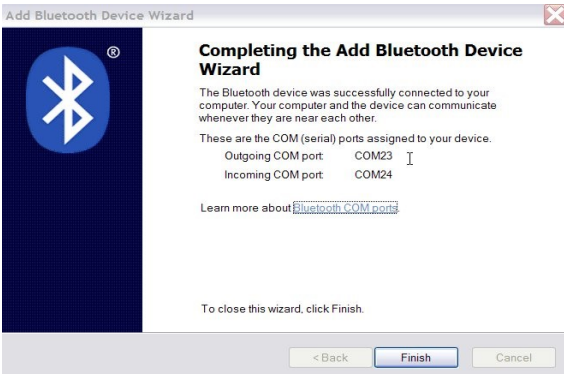 Add Bluetooth Device Wizard
®
Completing the Add Bluetooth Device
Wizard
The Bluetooth device was successfully connected to your
computer. Your computer and the device can communicate
whenever they are near each other.
These are the COM (serial) ports assigned to your device.
Outgoing COM port: COM23
Incoming COM port: COM24
Learn more about Bluetooth COM ports.
To close this wizard, click Finish.
< Back Finish Cancel